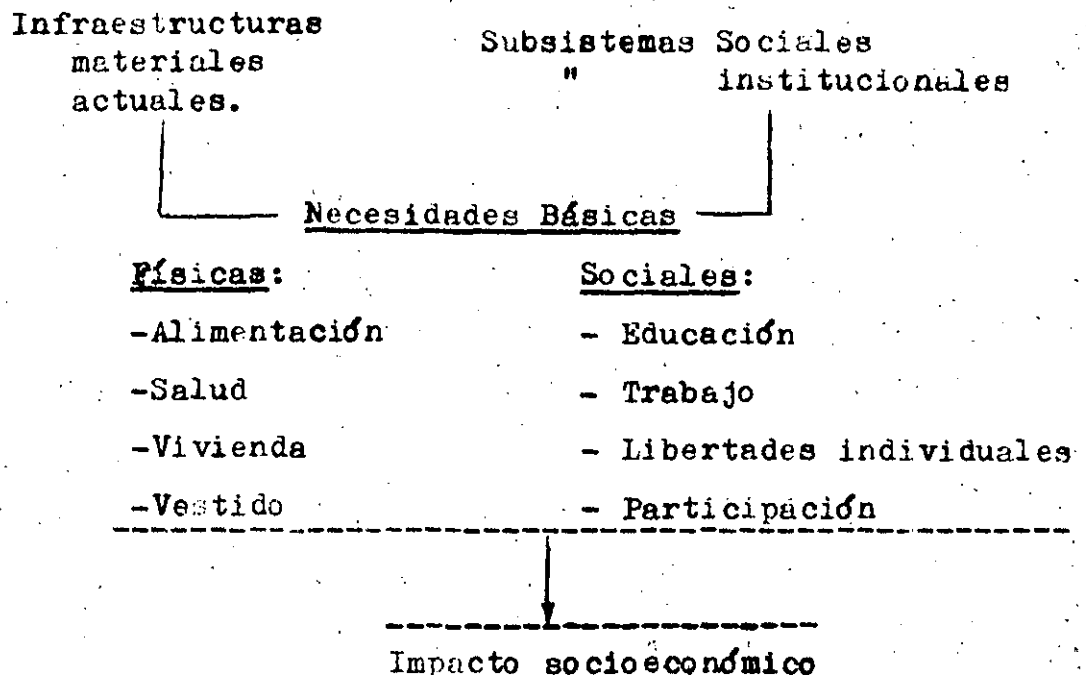 Infraestructuras
materiales
actuales.
Subsistemas Sociales
" institucionales
Necesidades Básicas
Físicas:
Sociales:
-Alimentación
- Educación
-Salud
- Trabajo
-Vivienda
- Libertades individuales
-Vestido
- Participación
Impacto socioecónómico